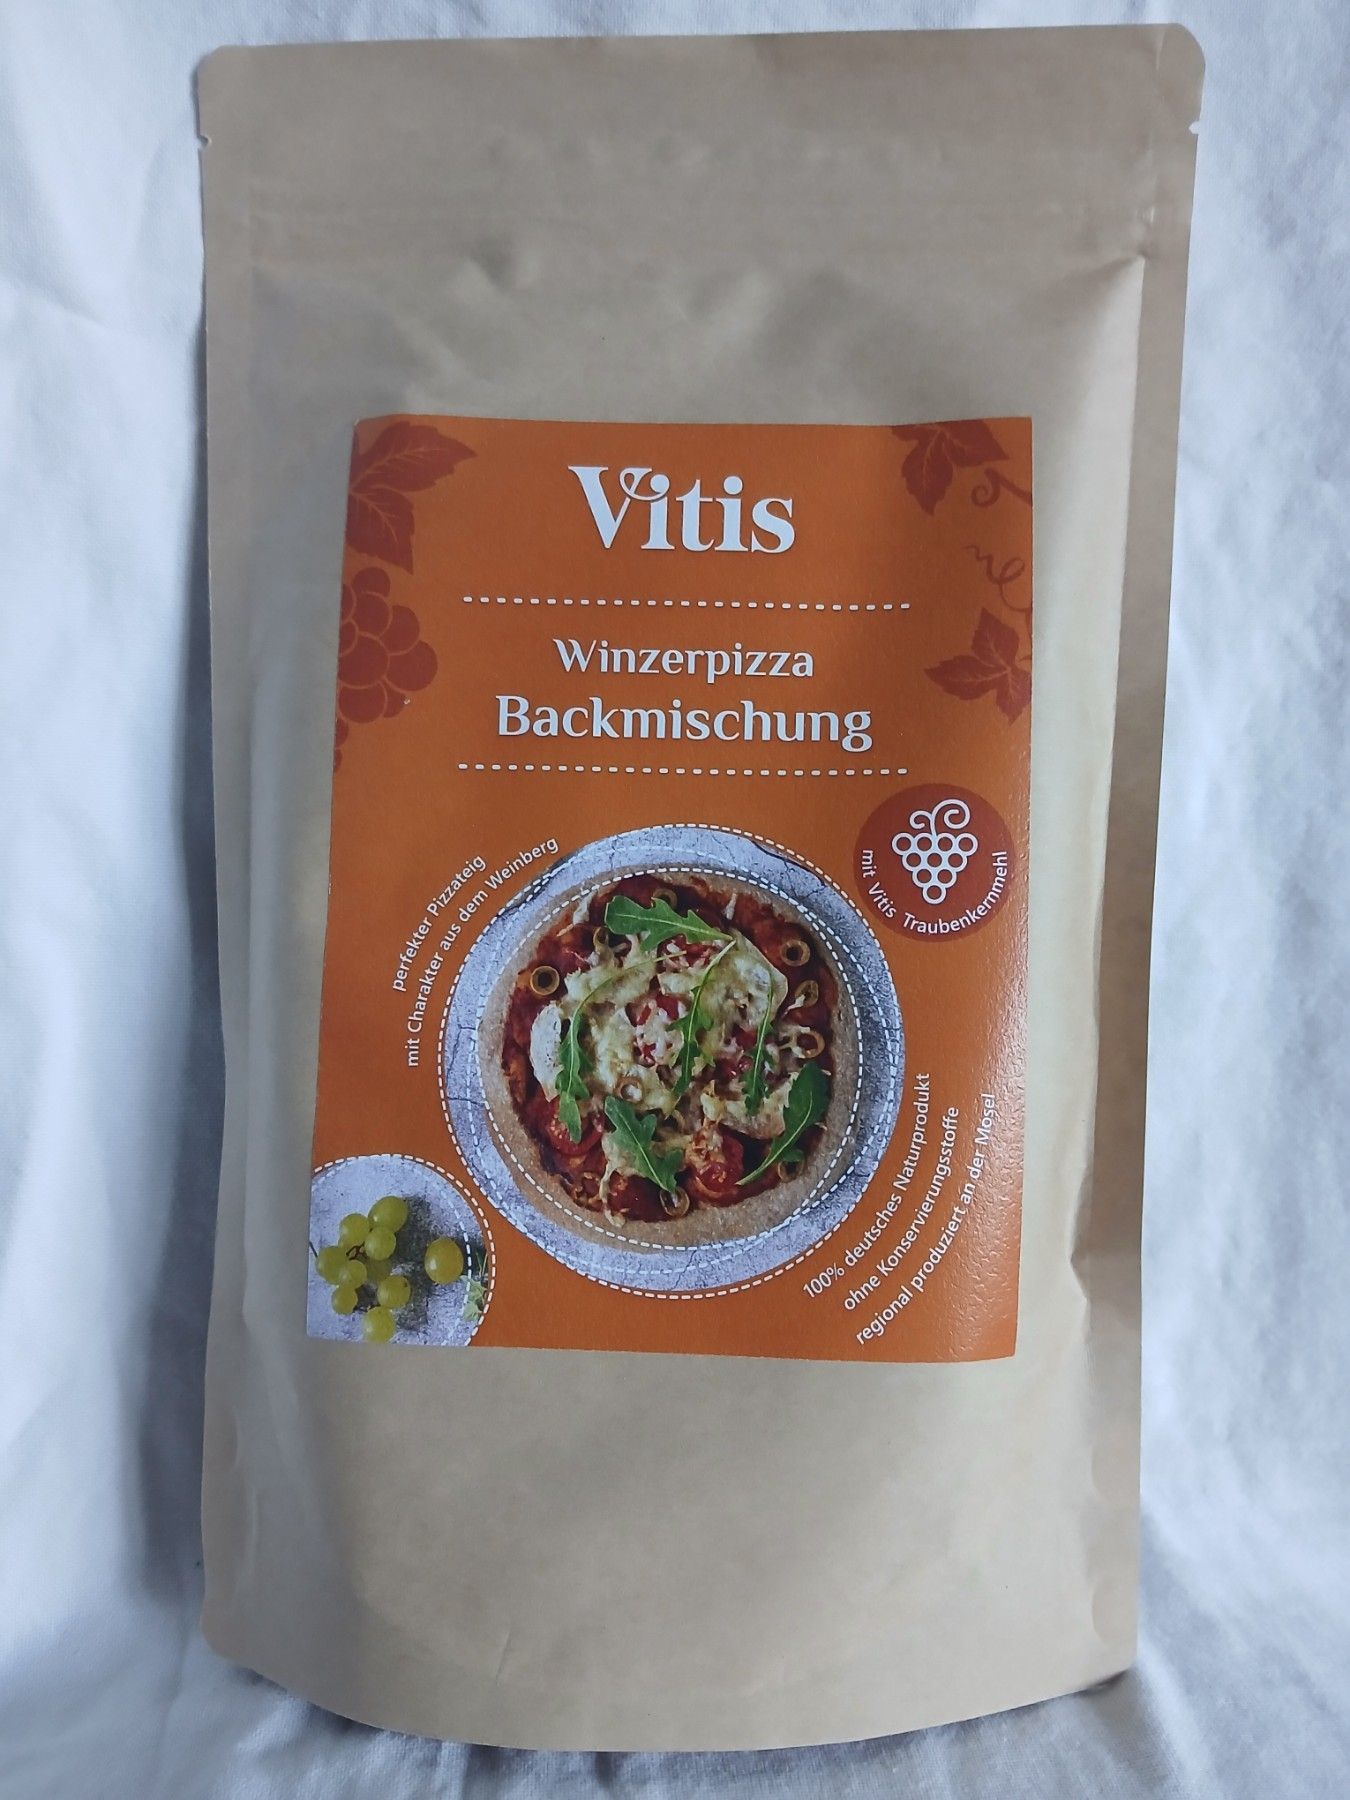 Vitis
Winzerpizza
Backmischung
perfekter Pizzateig
mit Charakter aus dem Weinberg
mit Vitis Traubenkernmehl
100% deutsches Naturprodukt
ohne Konservierungsstoffe
regional produziert an der Mosel